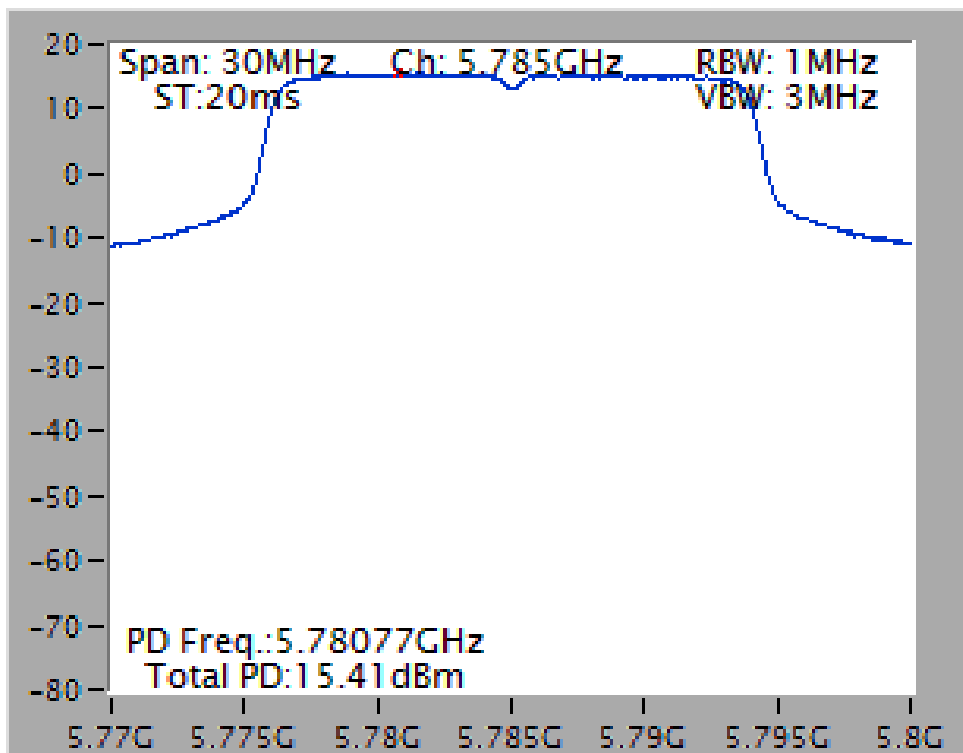 Span: 30MHz Ch: 5.785GHz RBW: 1MHz
ST:20ms VBW: 3MHz
20
10
0
-10
-20
-30
-40
-50
-60
-70
-80
PD Freq.:5.78077GHz
Total PD:15.41dBm
5.77G 5.775G 5.78G 5.785G 5.79G 5.795G 5.8G